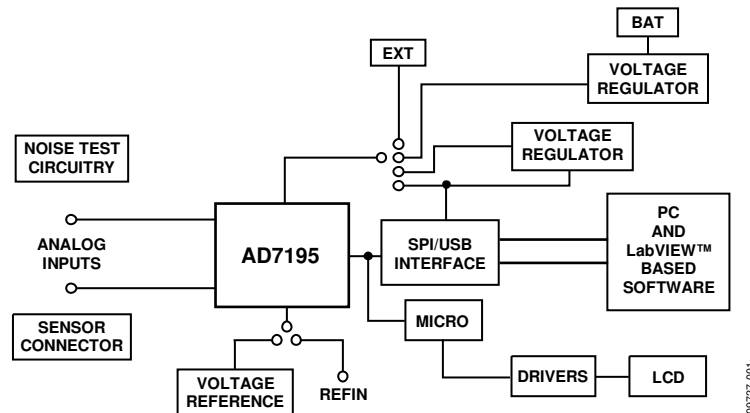 BAT
EXT
VOLTAGE
REGULATOR
VOLTAGE
REGULATOR
NOISE TEST
CIRCUITRY
ANALOG
INPUTS
AD7195
SPI/USB
INTERFACE
PC
AND
LabVIEW™
BASED
SOFTWARE
SENSOR
CONNECTOR
MICRO
VOLTAGE
REFERENCE
REFIN
DRIVERS
LCD